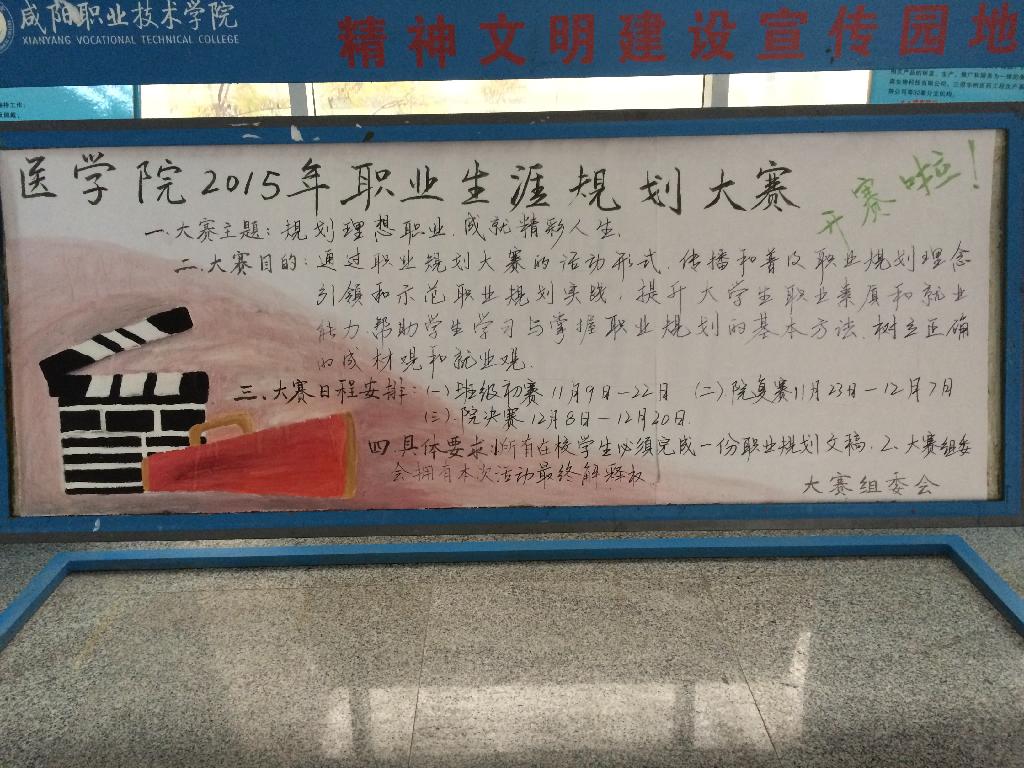 咸阳职业技术学院
XIANYANG VOCATIONAL TECHNICAL COLLEGE
精神文明建设宣传园地
医学院2015年职业生涯规划大赛
开赛啦!
一、大赛主题:规划理想职业,成就精彩人生.
二、大赛目的:通过职业规划大赛的活动形式,传播和普及职业规划理念
引领和示范职业规划实践,提升大学生职业素质和就业
能力,帮助学生学习与掌握职业规划的基本方法,树立正确
的成材观和就业观.
三、大赛日程安排:(一)班级初赛11月9日—22日 (二)院复赛11月23日—12月7日
(三)院决赛12月8日—12月20日.
四.具体要求:1.所有在校学生必须完成一份职业规划文稿,2.大赛组委
会拥有本次活动最终解释权
大赛组委会